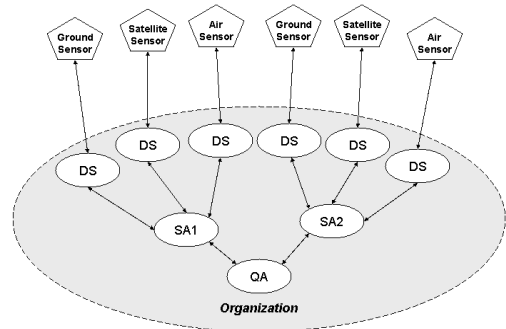 Ground
Sensor
Satellite
Sensor
Air
Sensor
Ground
Sensor
Satellite
Sensor
Air
Sensor
DS
DS
DS
DS
DS
DS
SA1
SA2
QA
Organization